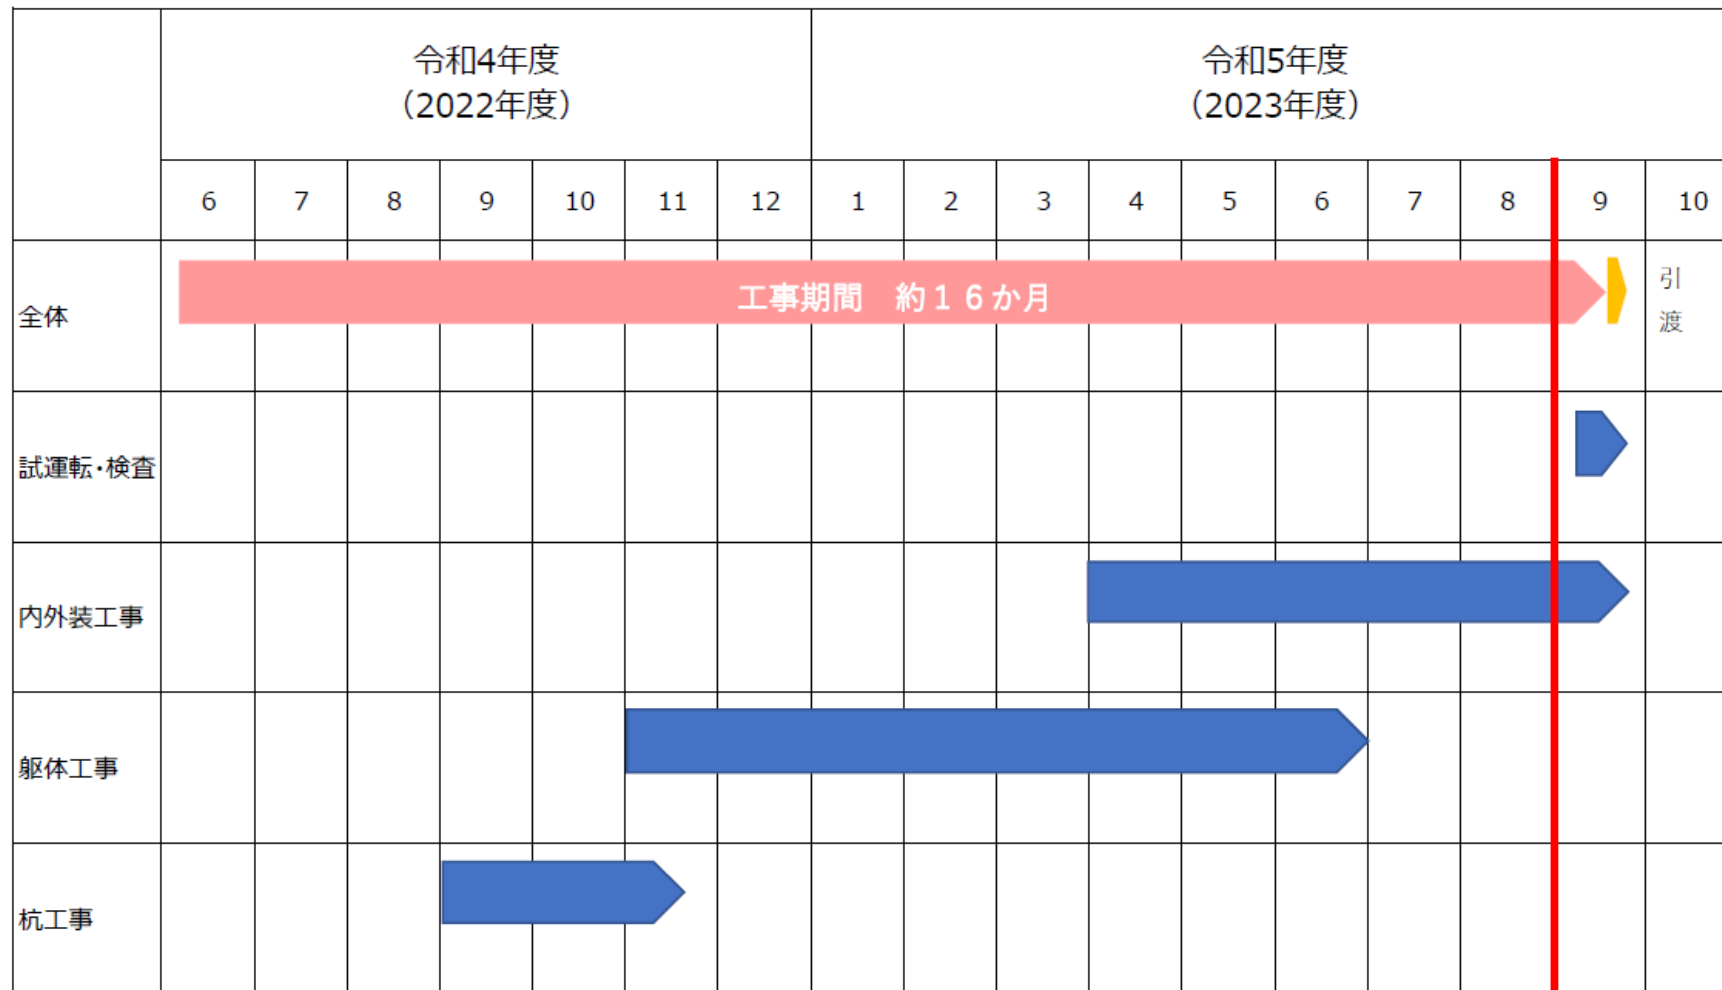 令和4年度
（2022年度）
令和5年度
（2023年度）
6 7 8 9 10 11 12 1 2 3 4 5 6 7 8 9 10
全体
工事期間　約１６か月
引
渡
試運転・検査
内外装工事
躯体工事
杭工事